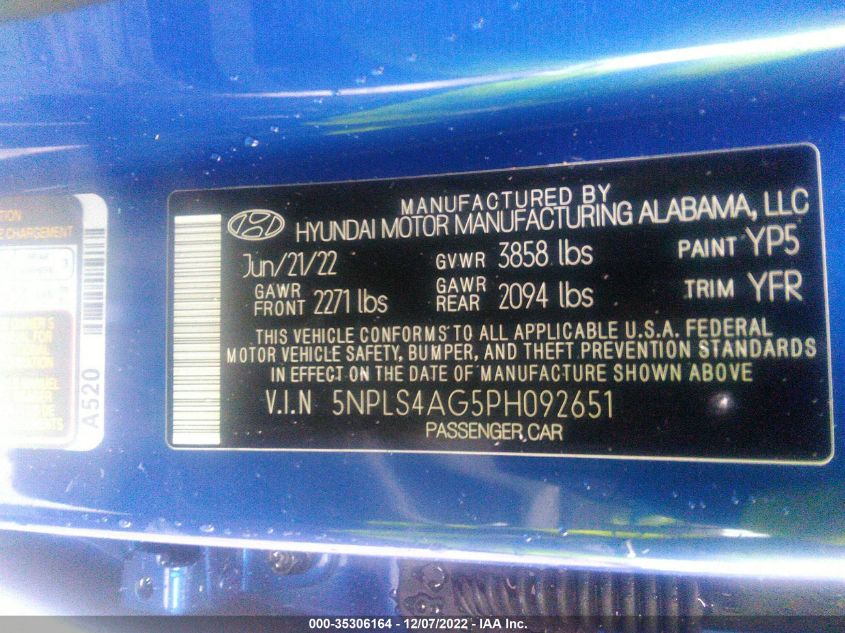 MANUFACTURED BY
HYUNDAI MOTOR MANUFACTURING ALABAMA, LLC
Jun/21/22 GVWR 3858 lbs PAINT YP5
GAWR FRONT 2271 lbs GAWR REAR 2094 lbs TRIM YFR
THIS VEHICLE CONFORMS TO ALL APPLICABLE U.S.A. FEDERAL
MOTOR VEHICLE SAFETY, BUMPER, AND THEFT PREVENTION STANDARDS
IN EFFECT ON THE DATE OF MANUFACTURE SHOWN ABOVE
V.I.N 5NPLS4AG5PH092651
PASSENGER CAR
CHARGEMENT
A520
000-35306164 - 12/07/2022 - IAA Inc.